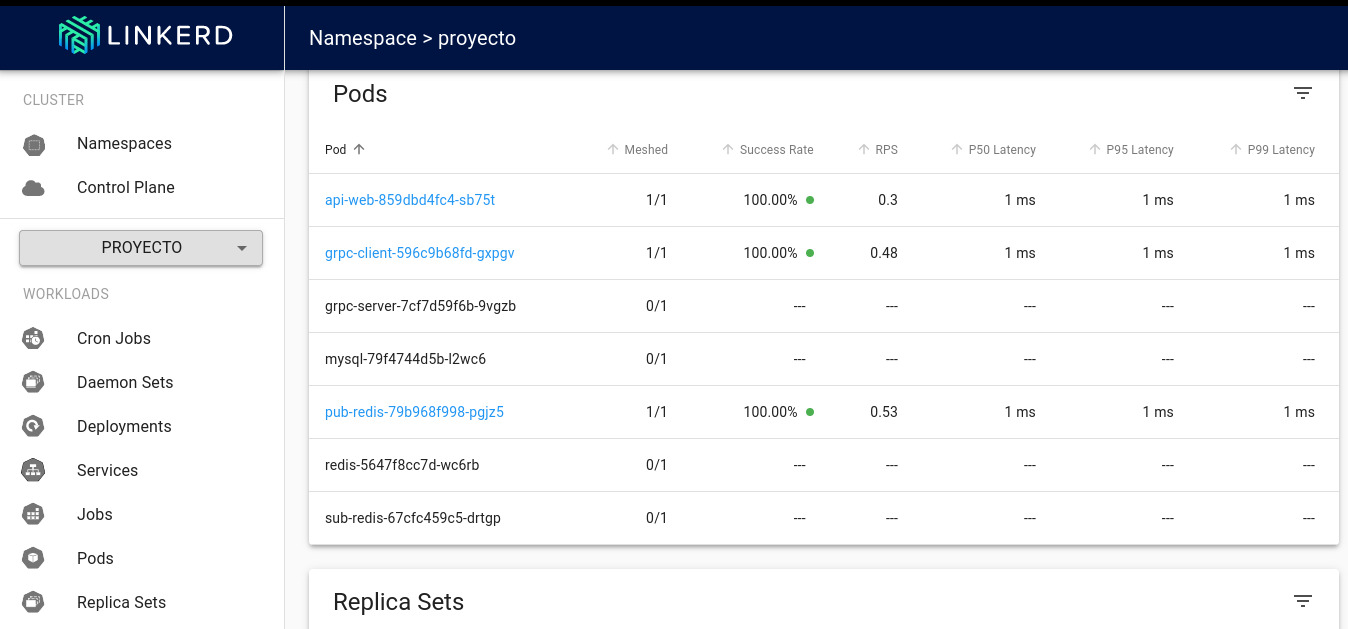 LINKERD
Namespace > proyecto
CLUSTER
Namespaces
Control Plane
PROYECTO
WORKLOADS
Cron Jobs
Daemon Sets
Deployments
Services
Jobs
Pods
Replica Sets
Pods
Pod Meshed Success Rate RPS P50 Latency P95 Latency P99 Latency
api-web-859dbd4fc4-sb75t 1/1 100.00% 0.3 1 ms 1 ms 1 ms
grpc-client-596c9b68fd-gxpgv 1/1 100.00% 0.48 1 ms 1 ms 1 ms
grpc-server-7cf7d59f6b-9vgzb 0/1 --- --- --- --- ---
mysql-79f4744d5b-l2wc6 0/1 --- --- --- --- ---
pub-redis-79b968f998-pgjz5 1/1 100.00% 0.53 1 ms 1 ms 1 ms
redis-5647f8cc7d-wc6rb 0/1 --- --- --- --- ---
sub-redis-67cfc459c5-drtgp 0/1 --- --- --- --- ---
Replica Sets